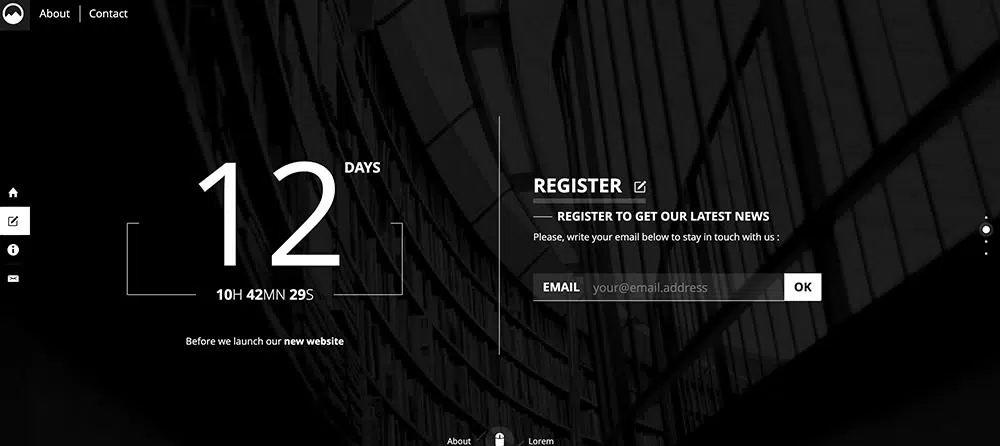 About
Contact
12
DAYS
10H 42MN 29S
Before we launch our new website
REGISTER
REGISTER TO GET OUR LATEST NEWS
Please, write your email below to stay in touch with us :
EMAIL your@email.address OK
About
Lorem